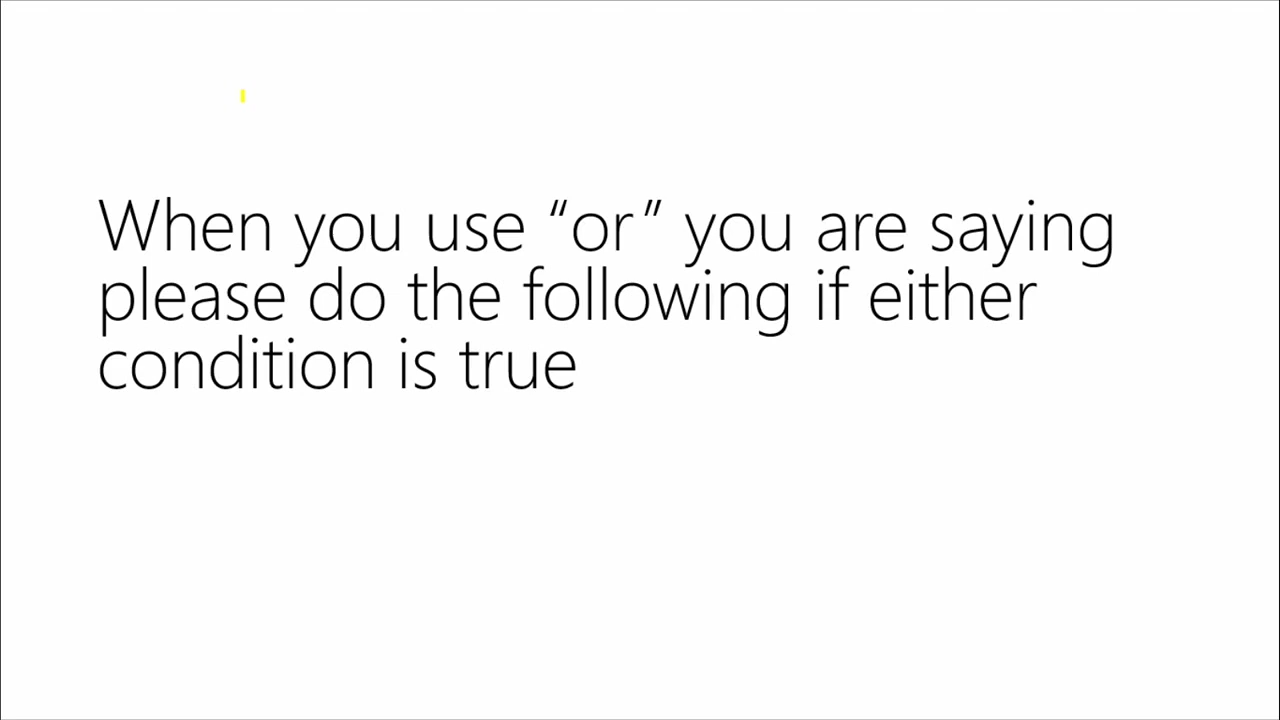 When you use “or” you are saying
please do the following if either
condition is true